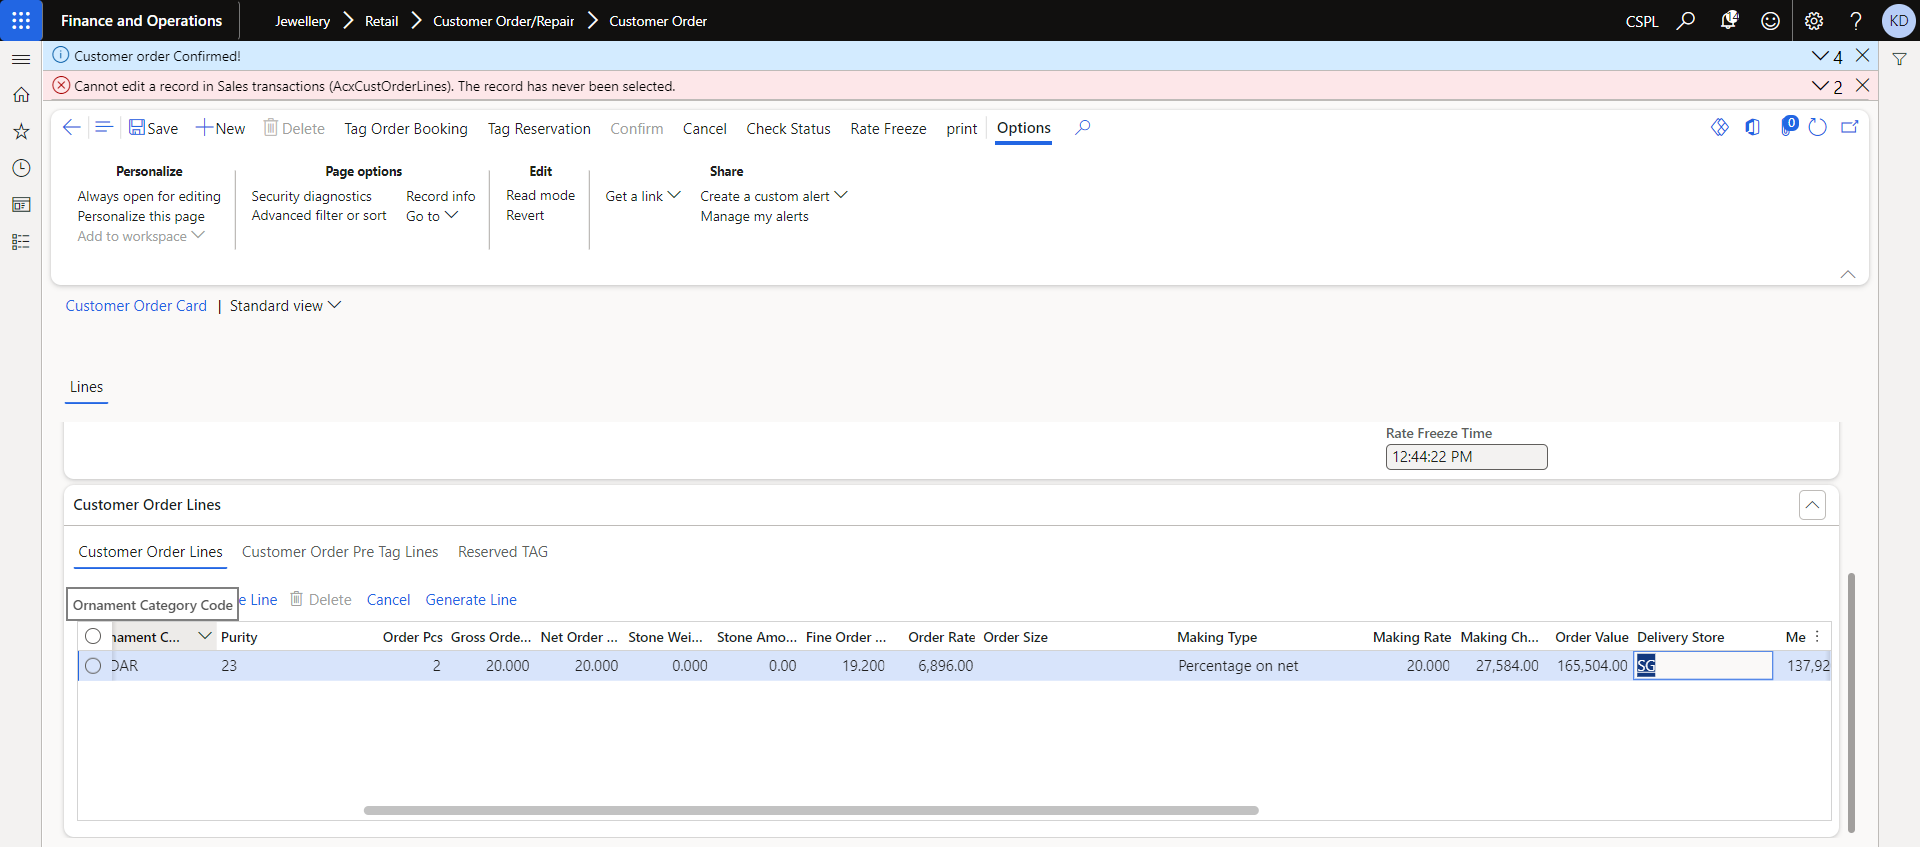 Finance and Operations
Jewellery > Retail > Customer Order/Repair > Customer Order
CSPL
14
?
KD
Customer order Confirmed!
4
Cannot edit a record in Sales transactions (AcxCustOrderLines). The record has never been selected.
2
Save
New
Delete
Tag Order Booking
Tag Reservation
Confirm
Cancel
Check Status
Rate Freeze
print
Options
0
Personalize
Always open for editing
Personalize this page
Add to workspace
Page options
Security diagnostics
Advanced filter or sort
Record info
Go to
Edit
Read mode
Revert
Share
Get a link
Create a custom alert
Manage my alerts
Customer Order Card | Standard view
Lines
Rate Freeze Time
12:44:22 PM
Customer Order Lines
Customer Order Lines
Customer Order Pre Tag Lines
Reserved TAG
Ornament Category Code
e Line
Delete
Cancel
Generate Line
nament C... Purity Order Pcs Gross Orde... Net Order ... Stone Wei... Stone Amo... Fine Order ... Order Rate Order Size Making Type Making Rate Making Ch... Order Value Delivery Store Me
DAR 23 2 20.000 20.000 0.000 0.00 19.200 6,896.00 Percentage on net 20.000 27,584.00 165,504.00 SG 137,92